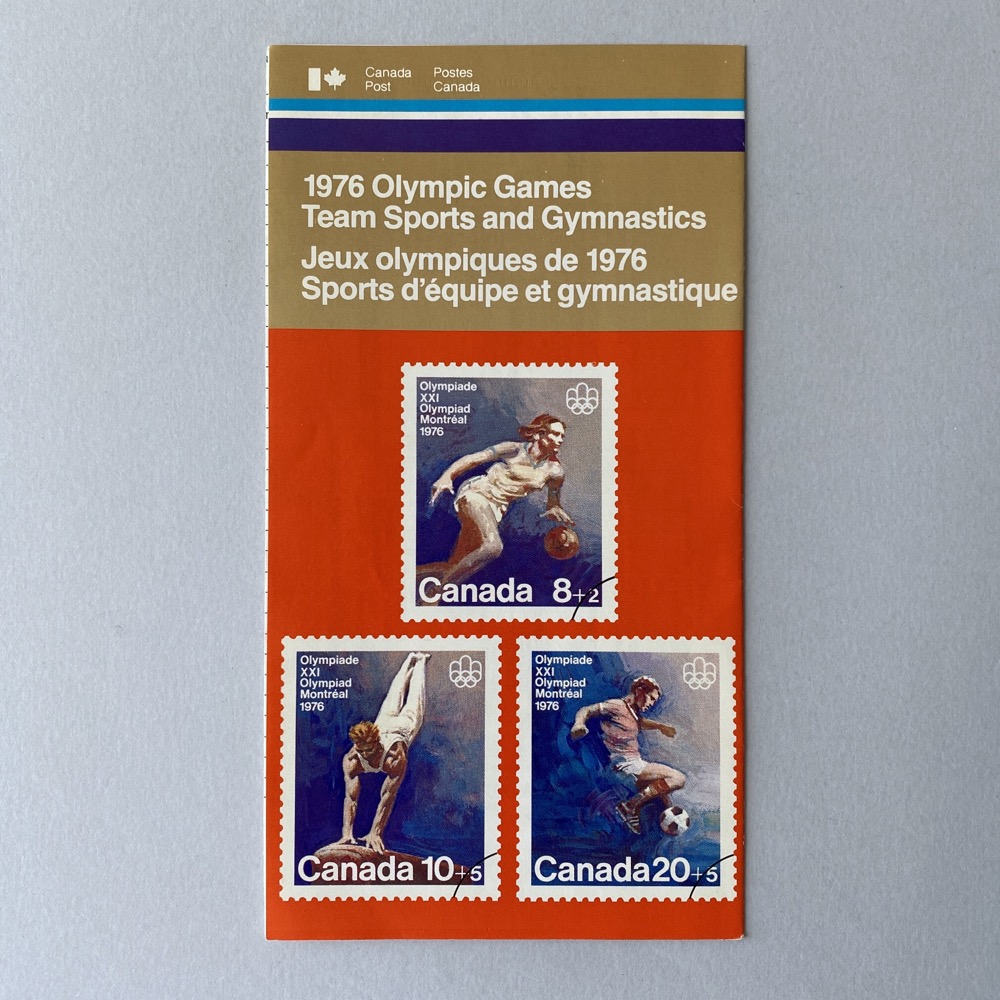 Canada Post
Postes Canada
1976 Olympic Games
Team Sports and Gymnastics
Jeux olympiques de 1976
Sports d'équipe et gymnastique
Olympiade
XXI
Olympiad
Montréal
1976
Canada 8+2
Olympiade
XXI
Olympiad
Montréal
1976
Canada 10+5
Olympiade
XXI
Olympiad
Montréal
1976
Canada 20+5